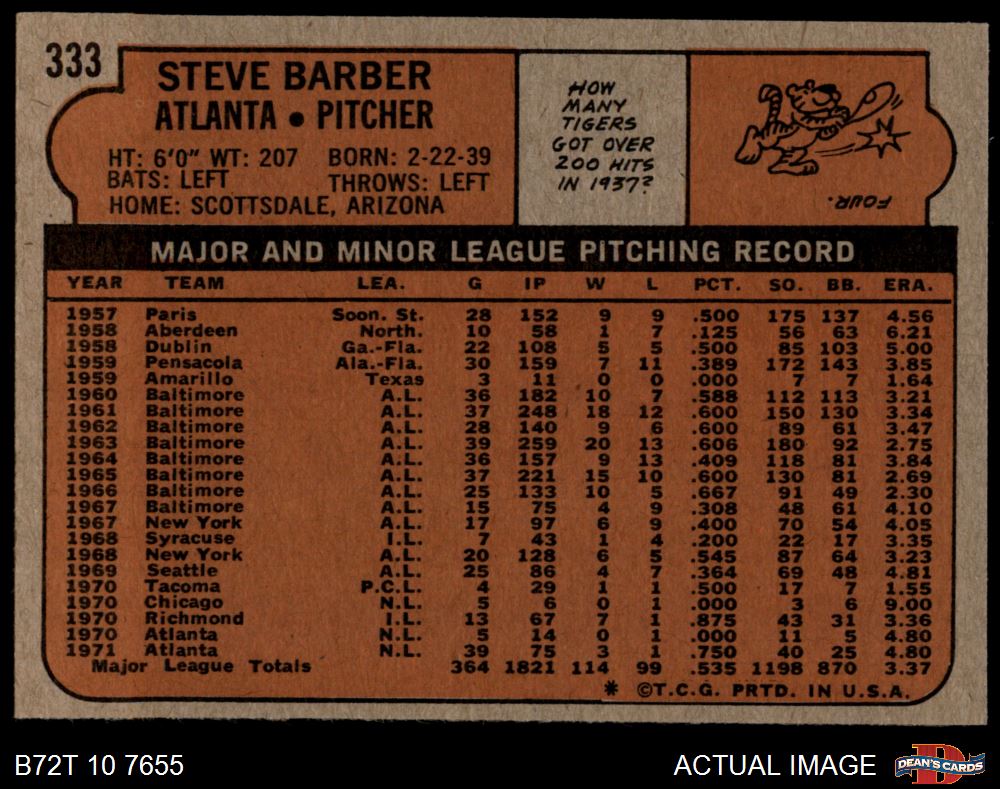 333
STEVE BARBER
ATLANTA • PITCHER
HT: 6'0" WT: 207 BORN: 2-22-39
BATS: LEFT THROWS: LEFT
HOME: SCOTTSDALE, ARIZONA
HOW
MANY
TIGERS
GOT OVER
200 HITS
IN 1937?
FOUR.
MAJOR AND MINOR LEAGUE PITCHING RECORD
YEAR TEAM LEA. G IP W L PCT. SO. BB. ERA.
1957 Paris Soon. St. 28 152 9 9 .500 175 137 4.56
1958 Aberdeen North. 10 58 1 7 .125 56 63 6.21
1958 Dublin Ga.-Fla. 22 108 5 5 .500 85 103 5.00
1959 Pensacola Ala.-Fla. 30 159 7 11 .389 172 143 3.85
1959 Amarillo Texas 3 11 0 0 .000 7 7 1.64
1960 Baltimore A.L. 36 182 10 7 .588 112 113 3.21
1961 Baltimore A.L. 37 248 18 12 .600 150 130 3.34
1962 Baltimore A.L. 28 140 9 6 .600 89 61 3.47
1963 Baltimore A.L. 39 259 20 13 .606 180 92 2.75
1964 Baltimore A.L. 36 157 9 13 .409 118 81 3.84
1965 Baltimore A.L. 37 221 15 10 .600 130 81 2.69
1966 Baltimore A.L. 25 133 10 5 .667 91 49 2.30
1967 Baltimore A.L. 15 75 4 9 .308 48 61 4.10
1967 New York A.L. 17 97 6 9 .400 70 54 4.05
1968 Syracuse I.L. 7 43 1 4 .200 22 17 3.35
1968 New York A.L. 20 128 6 5 .545 87 64 3.23
1969 Seattle A.L. 25 86 4 7 .364 69 48 4.81
1970 Tacoma P.C.L. 4 29 1 1 .500 17 7 1.55
1970 Chicago N.L. 5 6 0 1 .000 3 6 9.00
1970 Richmond I.L. 13 67 7 1 .875 43 31 3.36
1970 Atlanta N.L. 5 14 0 1 .000 11 5 4.80
1971 Atlanta N.L. 39 75 3 1 .750 40 25 4.80
Major League Totals 364 1821 114 99 .535 1198 870 3.37
* ©T.C.G. PRTD. IN U.S.A.
B72T 10 7655
ACTUAL IMAGE
D
DEAN'S CARDS